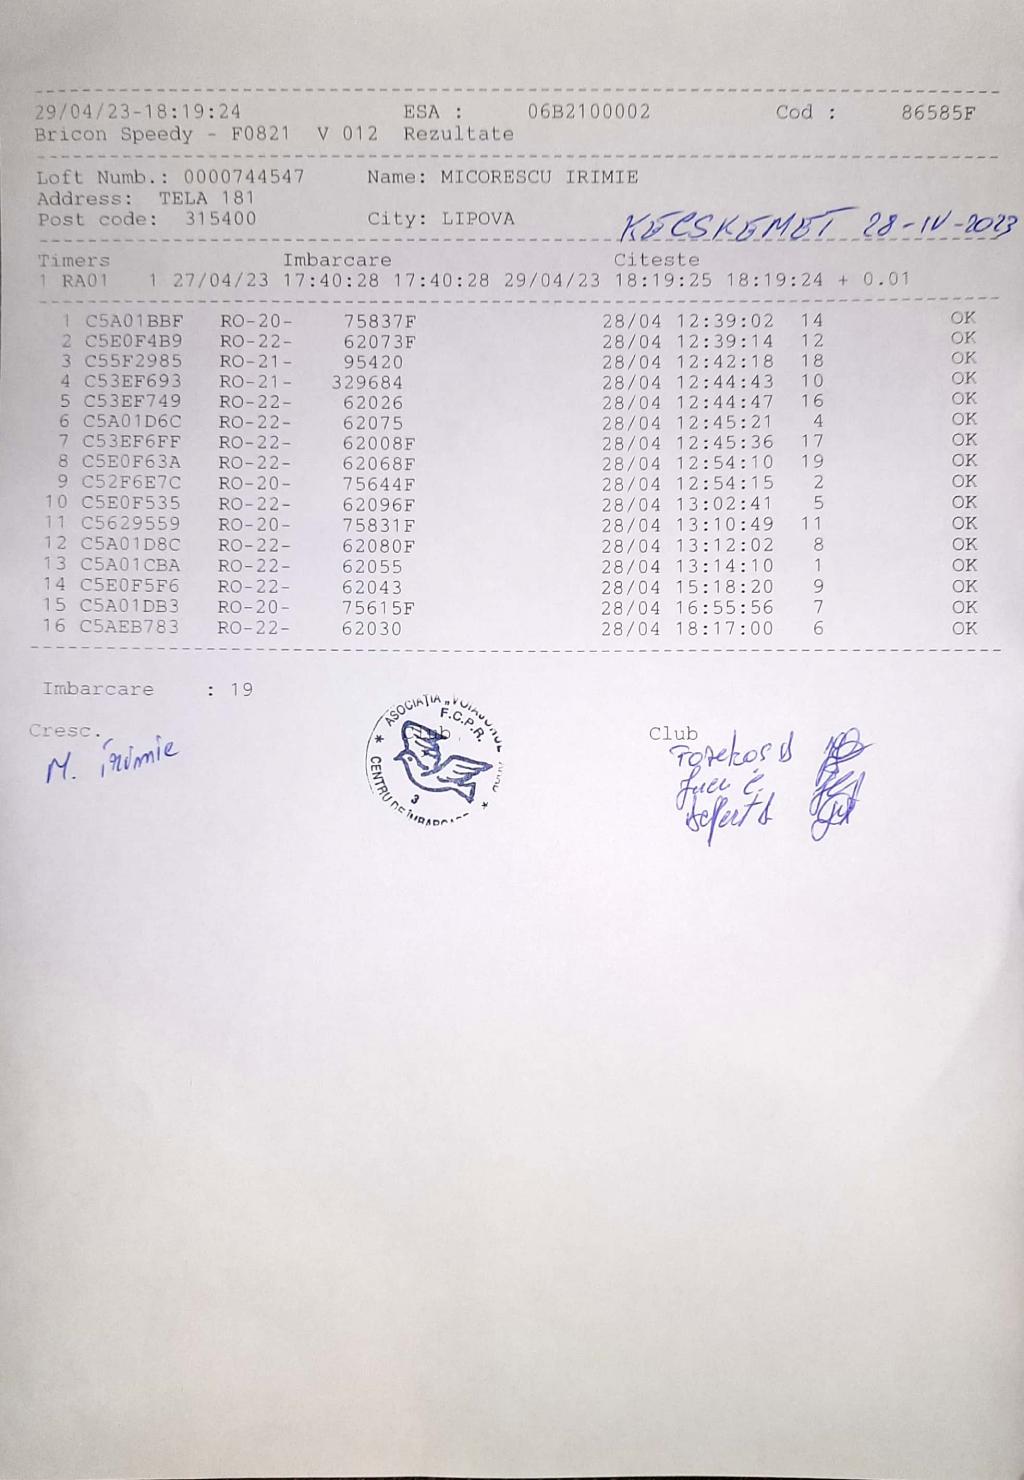 29/04/23-18:19:24 ESA : 06B2100002 Cod : 86585F
Bricon Speedy - F0821 V 012 Rezultate
Loft Numb.: 0000744547 Name: MICORESCU IRIMIE
Address: TELA 181
Post code: 315400 City: LIPOVA
KECSKEMET 28-IV-2023
Timers Imbarcare Citeste
1 RA01 1 27/04/23 17:40:28 17:40:28 29/04/23 18:19:25 18:19:24 + 0.01
1 C5A01BBF RO-20- 75837F 28/04 12:39:02 14 OK
2 C5E0F4B9 RO-22- 62073F 28/04 12:39:14 12 OK
3 C55F2985 RO-21- 95420 28/04 12:42:18 18 OK
4 C53EF693 RO-21- 329684 28/04 12:44:43 10 OK
5 C53EF749 RO-22- 62026 28/04 12:44:47 16 OK
6 C5A01D6C RO-22- 62075 28/04 12:45:21 4 OK
7 C53EF6FF RO-22- 62008F 28/04 12:45:36 17 OK
8 C5E0F63A RO-22- 62068F 28/04 12:54:10 19 OK
9 C52F6E7C RO-20- 75644F 28/04 12:54:15 2 OK
10 C5E0F535 RO-22- 62096F 28/04 13:02:41 5 OK
11 C5629559 RO-20- 75831F 28/04 13:10:49 11 OK
12 C5A01D8C RO-22- 62080F 28/04 13:12:02 8 OK
13 C5A01CBA RO-22- 62055 28/04 13:14:10 1 OK
14 C5E0F5F6 RO-22- 62043 28/04 15:18:20 9 OK
15 C5A01DB3 RO-20- 75615F 28/04 16:55:56 7 OK
16 C5AEB783 RO-22- 62030 28/04 18:17:00 6 OK
Imbarcare : 19
Cresc. Club Club
M. Irimie
ASOCIAŢIA
F.C.P.R.
CENTRU DE
3